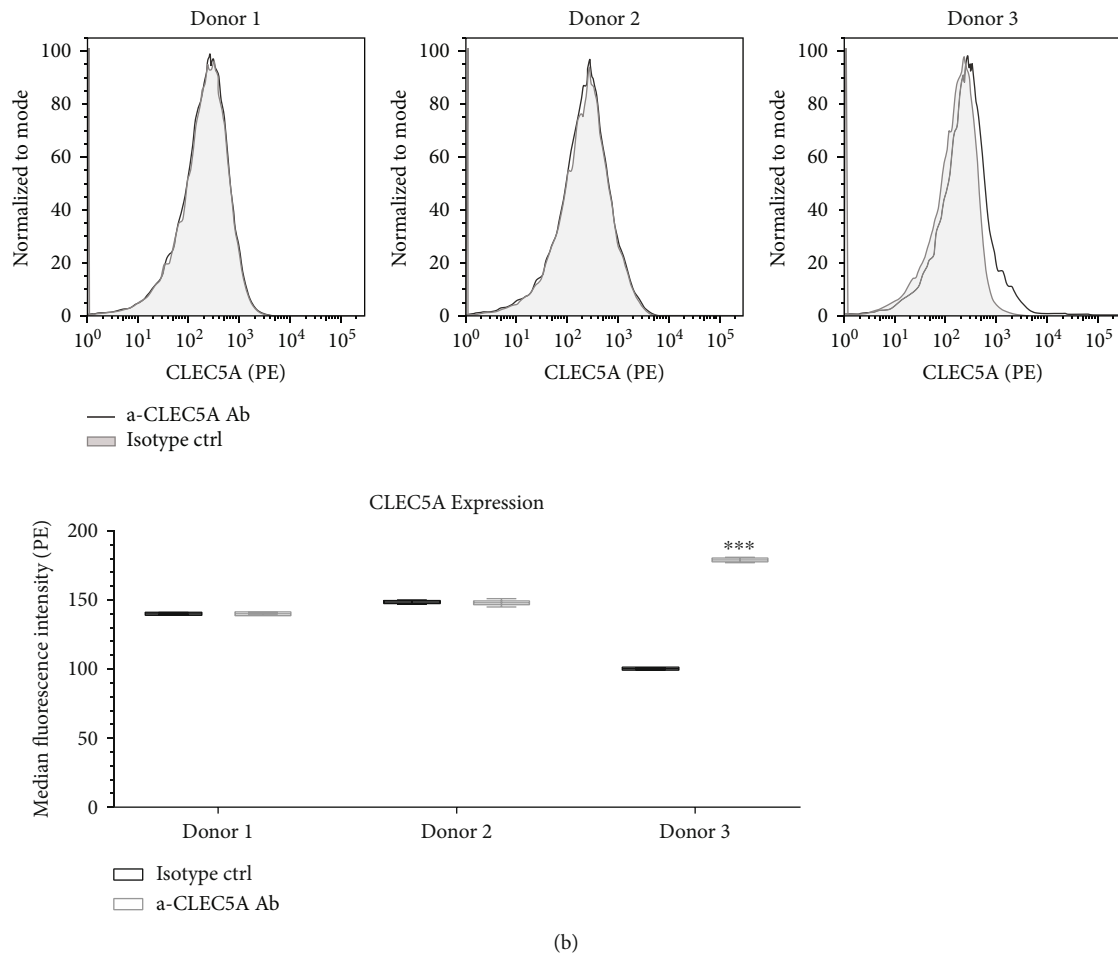 Donor 1
Donor 2
Donor 3
Normalized to mode
100
80
60
40
20
0
10^0
10^1
10^2
10^3
10^4
10^5
CLEC5A (PE)
Normalized to mode
100
80
60
40
20
0
10^0
10^1
10^2
10^3
10^4
10^5
CLEC5A (PE)
Normalized to mode
100
80
60
40
20
0
10^0
10^1
10^2
10^3
10^4
10^5
CLEC5A (PE)
a-CLEC5A Ab
Isotype ctrl
CLEC5A Expression
Median fluorescence intensity (PE)
200
150
100
50
0
***
Donor 1
Donor 2
Donor 3
Isotype ctrl
a-CLEC5A Ab
(b)